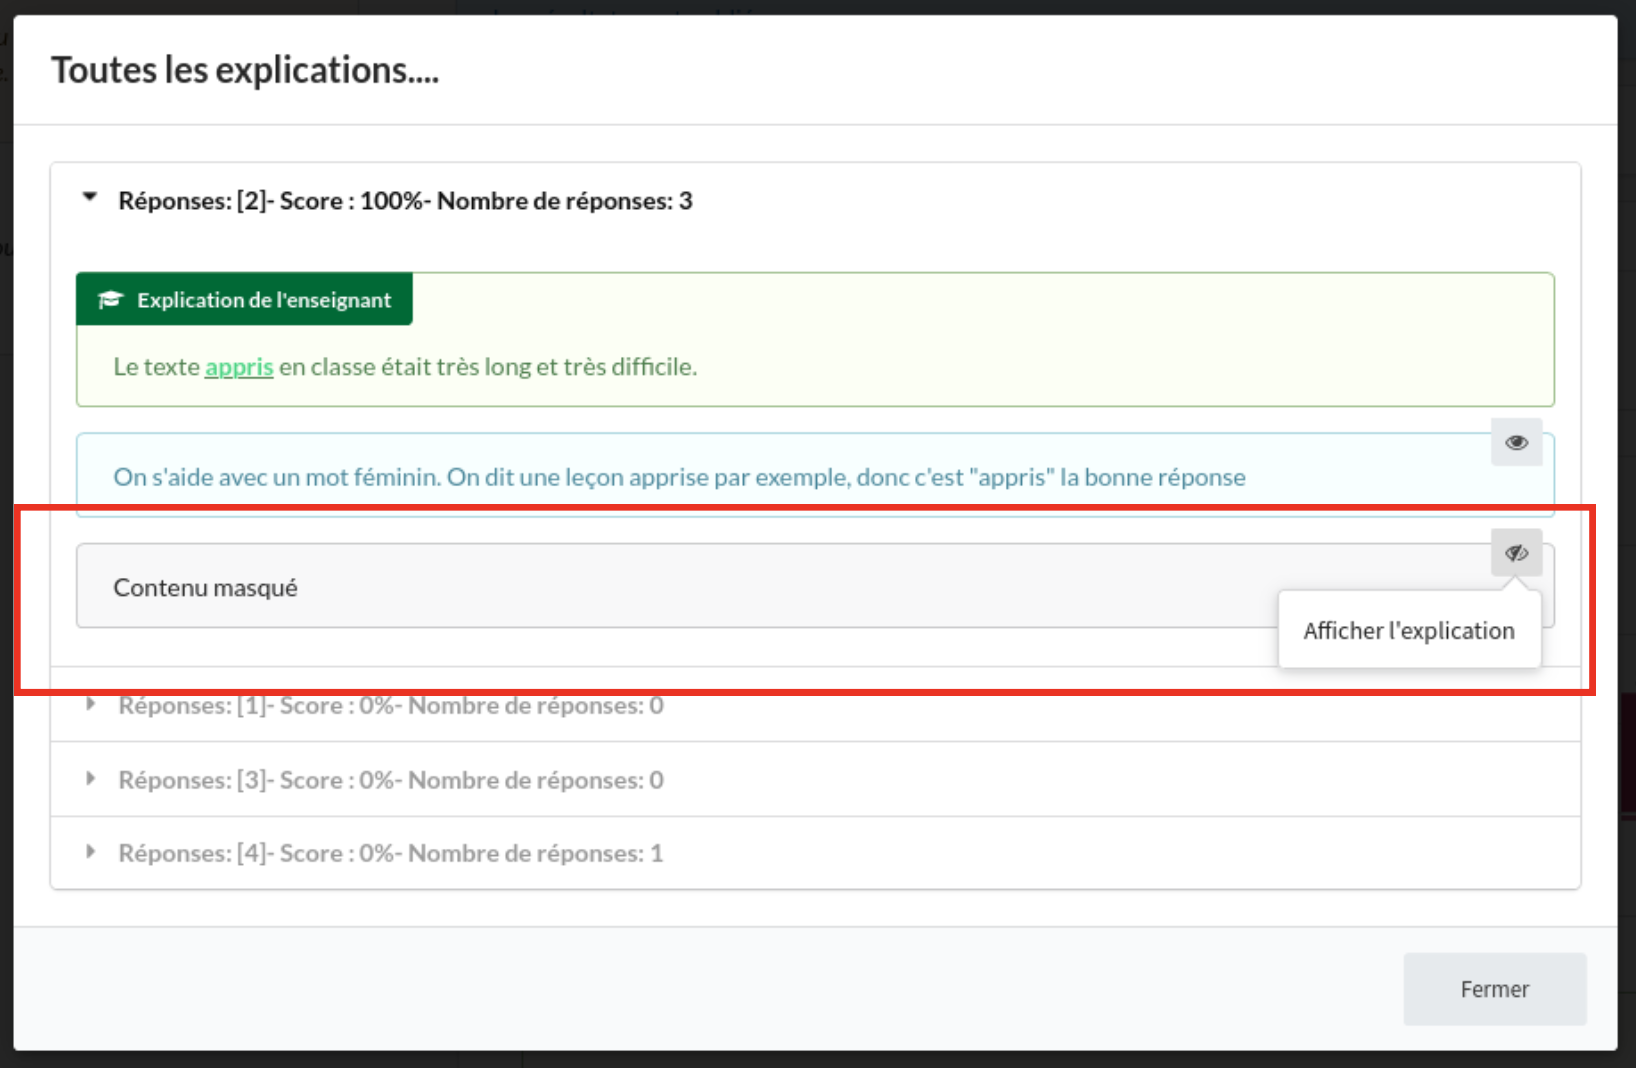 Toutes les explications....
Réponses: [2]- Score : 100%- Nombre de réponses: 3
Explication de l'enseignant
Le texte appris en classe était très long et très difficile.
On s'aide avec un mot féminin. On dit une leçon apprise par exemple, donc c'est "appris" la bonne réponse
Contenu masqué
Afficher l'explication
Réponses: [1]- Score : 0%- Nombre de réponses: 0
Réponses: [3]- Score : 0%- Nombre de réponses: 0
Réponses: [4]- Score : 0%- Nombre de réponses: 1
Fermer